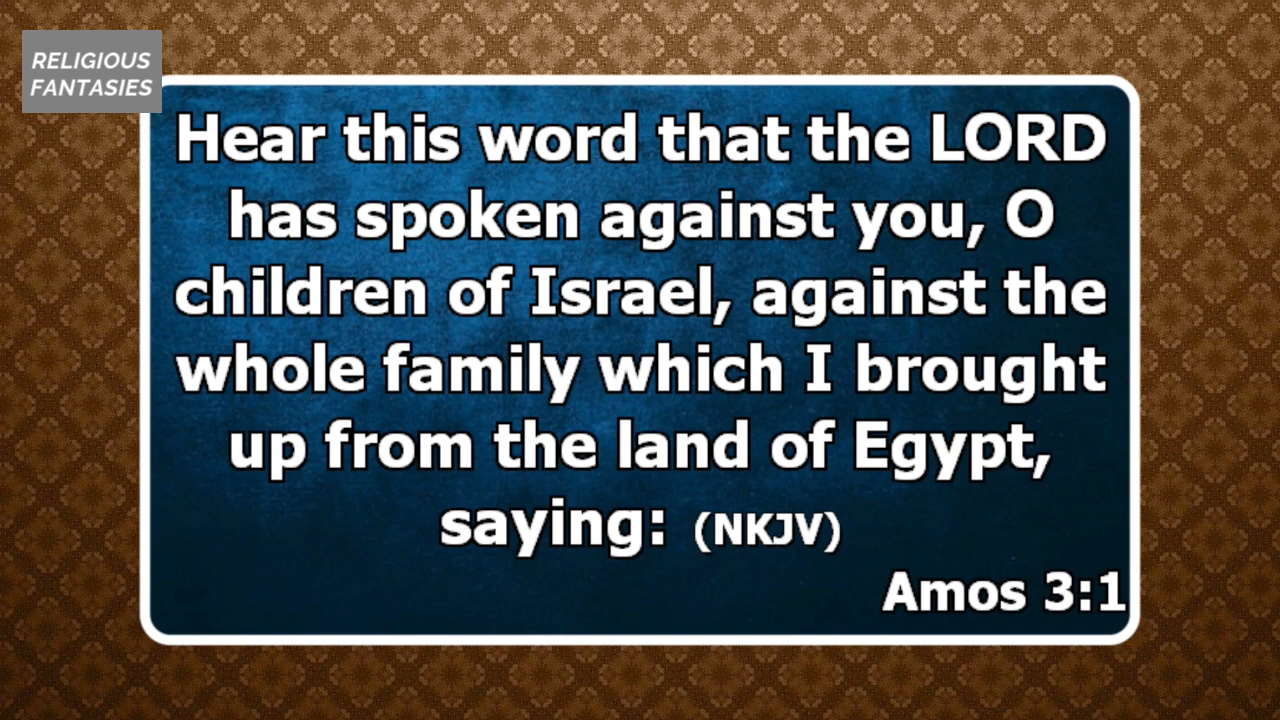 RELIGIOUS
FANTASIES
Hear this word that the LORD
has spoken against you, O
children of Israel, against the
whole family which I brought
up from the land of Egypt,
saying: (NKJV)
Amos 3:1